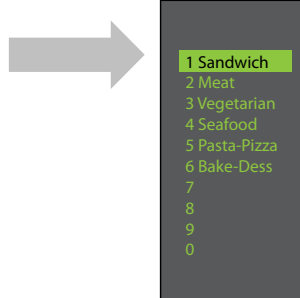 1 Sandwich
2 Meat
3 Vegetarian
4 Seafood
5 Pasta-Pizza
6 Bake-Dess
7
8
9
0